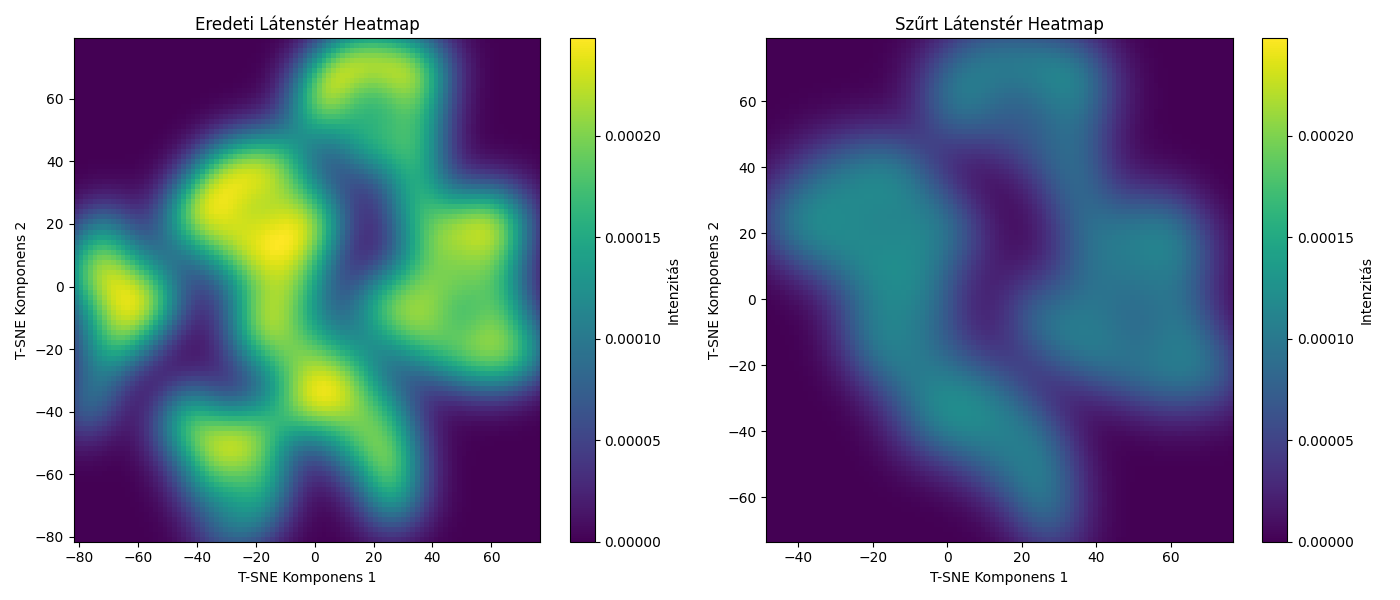 Eredeti Látenstér Heatmap
T-SNE Komponens 2
60
40
20
0
−20
−40
−60
−80
−80 −60 −40 −20 0 20 40 60
T-SNE Komponens 1
0.00020
0.00015
0.00010
0.00005
0.00000
Intenzitás
Szűrt Látenstér Heatmap
T-SNE Komponens 2
60
40
20
0
−20
−40
−60
−40 −20 0 20 40 60
T-SNE Komponens 1
0.00020
0.00015
0.00010
0.00005
0.00000
Intenzitás